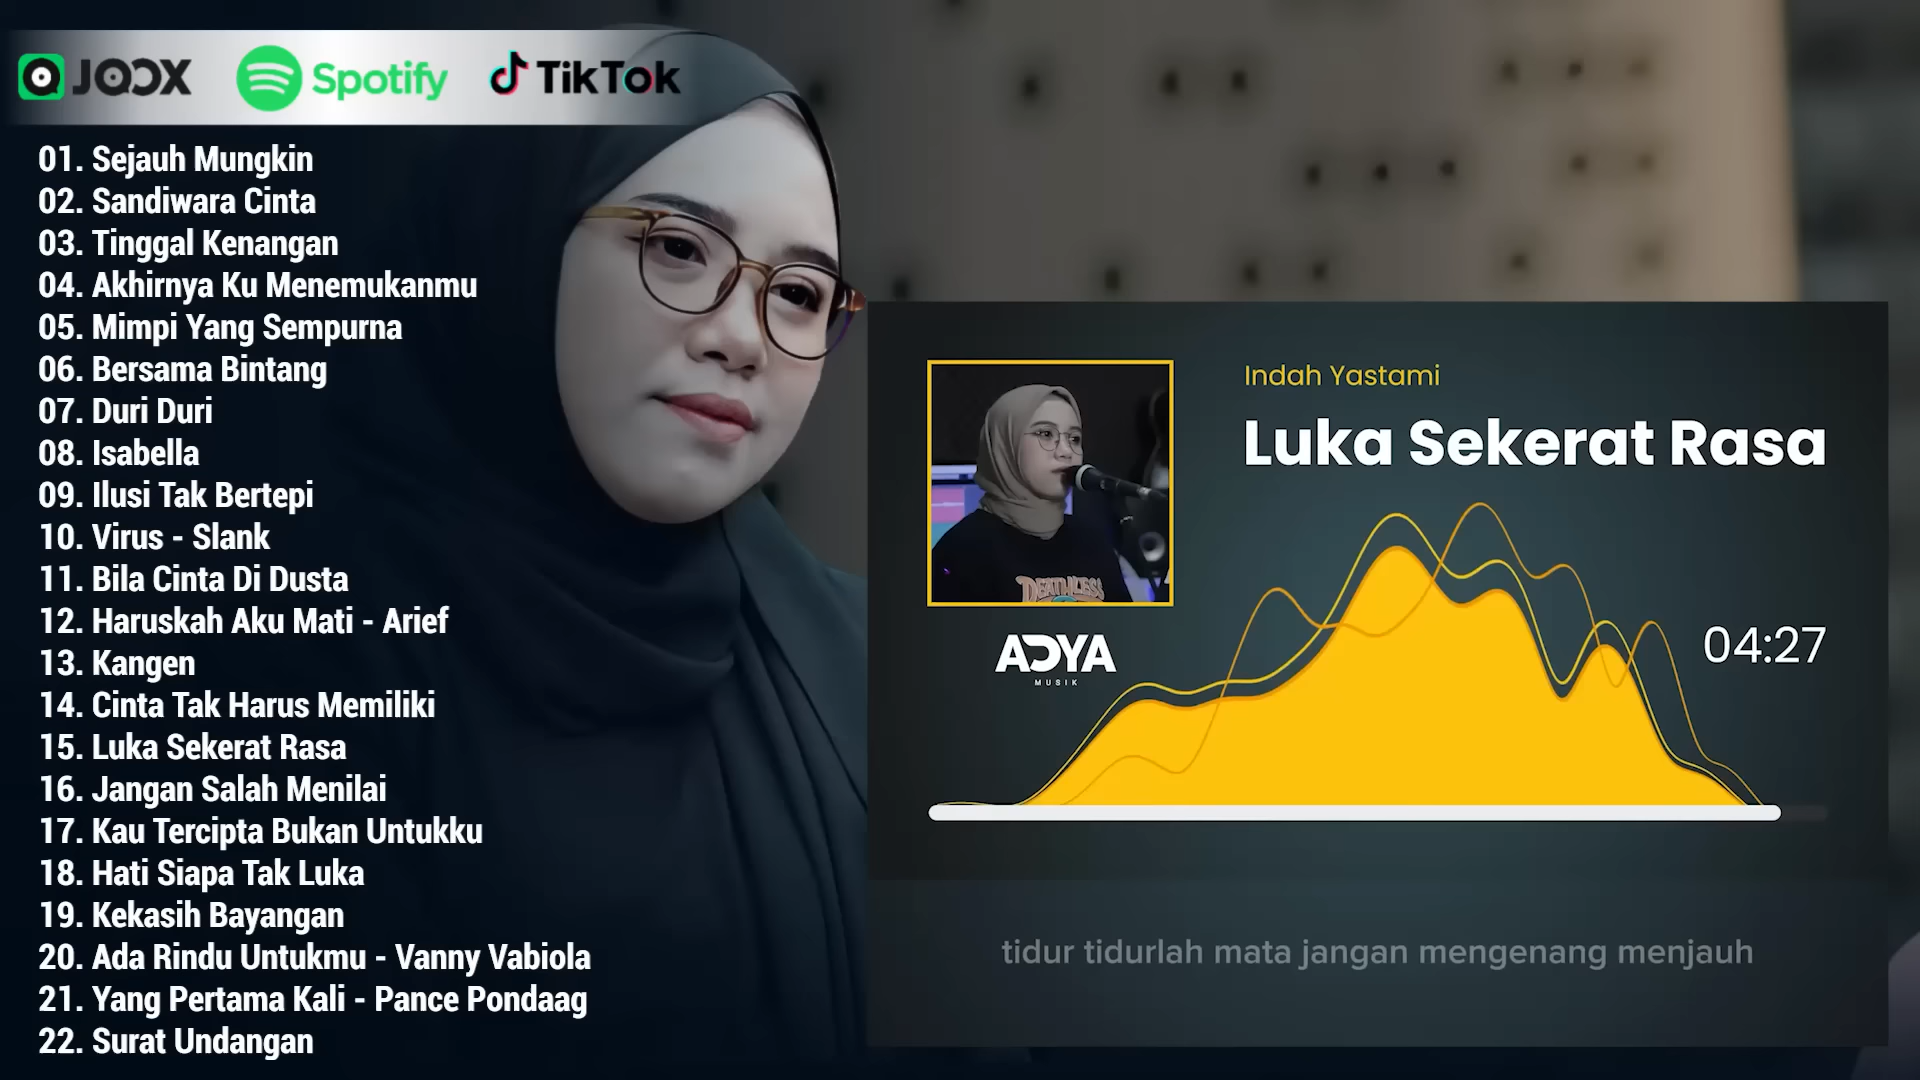 JOOX
Spotify
TikTok
01. Sejauh Mungkin
02. Sandiwara Cinta
03. Tinggal Kenangan
04. Akhirnya Ku Menemukanmu
05. Mimpi Yang Sempurna
06. Bersama Bintang
07. Duri Duri
08. Isabella
09. Ilusi Tak Bertepi
10. Virus - Slank
11. Bila Cinta Di Dusta
12. Haruskah Aku Mati - Arief
13. Kangen
14. Cinta Tak Harus Memiliki
15. Luka Sekerat Rasa
16. Jangan Salah Menilai
17. Kau Tercipta Bukan Untukku
18. Hati Siapa Tak Luka
19. Kekasih Bayangan
20. Ada Rindu Untukmu - Vanny Vabiola
21. Yang Pertama Kali - Pance Pondaag
22. Surat Undangan
Indah Yastami
Luka Sekerat Rasa
DEATHLESS
ADYA
MUSIK
04:27
tidur tidurlah mata jangan mengenang menjauh